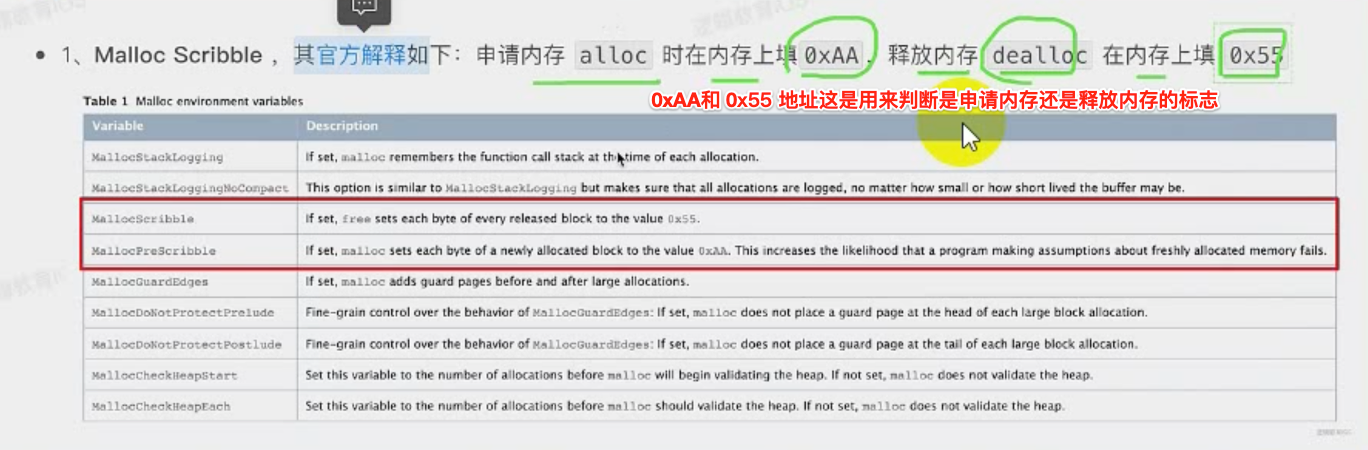 • 1、Malloc Scribble ，其官方解释如下：申请内存 alloc 时在内存上填 0xAA，释放内存 dealloc 在内存上填 0x55
Table 1 Malloc environment variables
0xAA和 0x55 地址这是用来判断是申请内存还是释放内存的标志
Variable Description
MallocStackLogging If set, malloc remembers the function call stack at the time of each allocation.
MallocStackLoggingNoCompact This option is similar to MallocStackLogging but makes sure that all allocations are logged, no matter how small or how short lived the buffer may be.
MallocScribble If set, free sets each byte of every released block to the value 0x55.
MallocPreScribble If set, malloc sets each byte of a newly allocated block to the value 0xAA. This increases the likelihood that a program making assumptions about freshly allocated memory fails.
MallocGuardEdges If set, malloc adds guard pages before and after large allocations.
MallocDoNotProtectPrelude Fine-grain control over the behavior of MallocGuardEdges: If set, malloc does not place a guard page at the head of each large block allocation.
MallocDoNotProtectPostlude Fine-grain control over the behavior of MallocGuardEdges: If set, malloc does not place a guard page at the tail of each large block allocation.
MallocCheckHeapStart Set this variable to the number of allocations before malloc will begin validating the heap. If not set, malloc does not validate the heap.
MallocCheckHeapEach Set this variable to the number of allocations before malloc should validate the heap. If not set, malloc does not validate the heap.